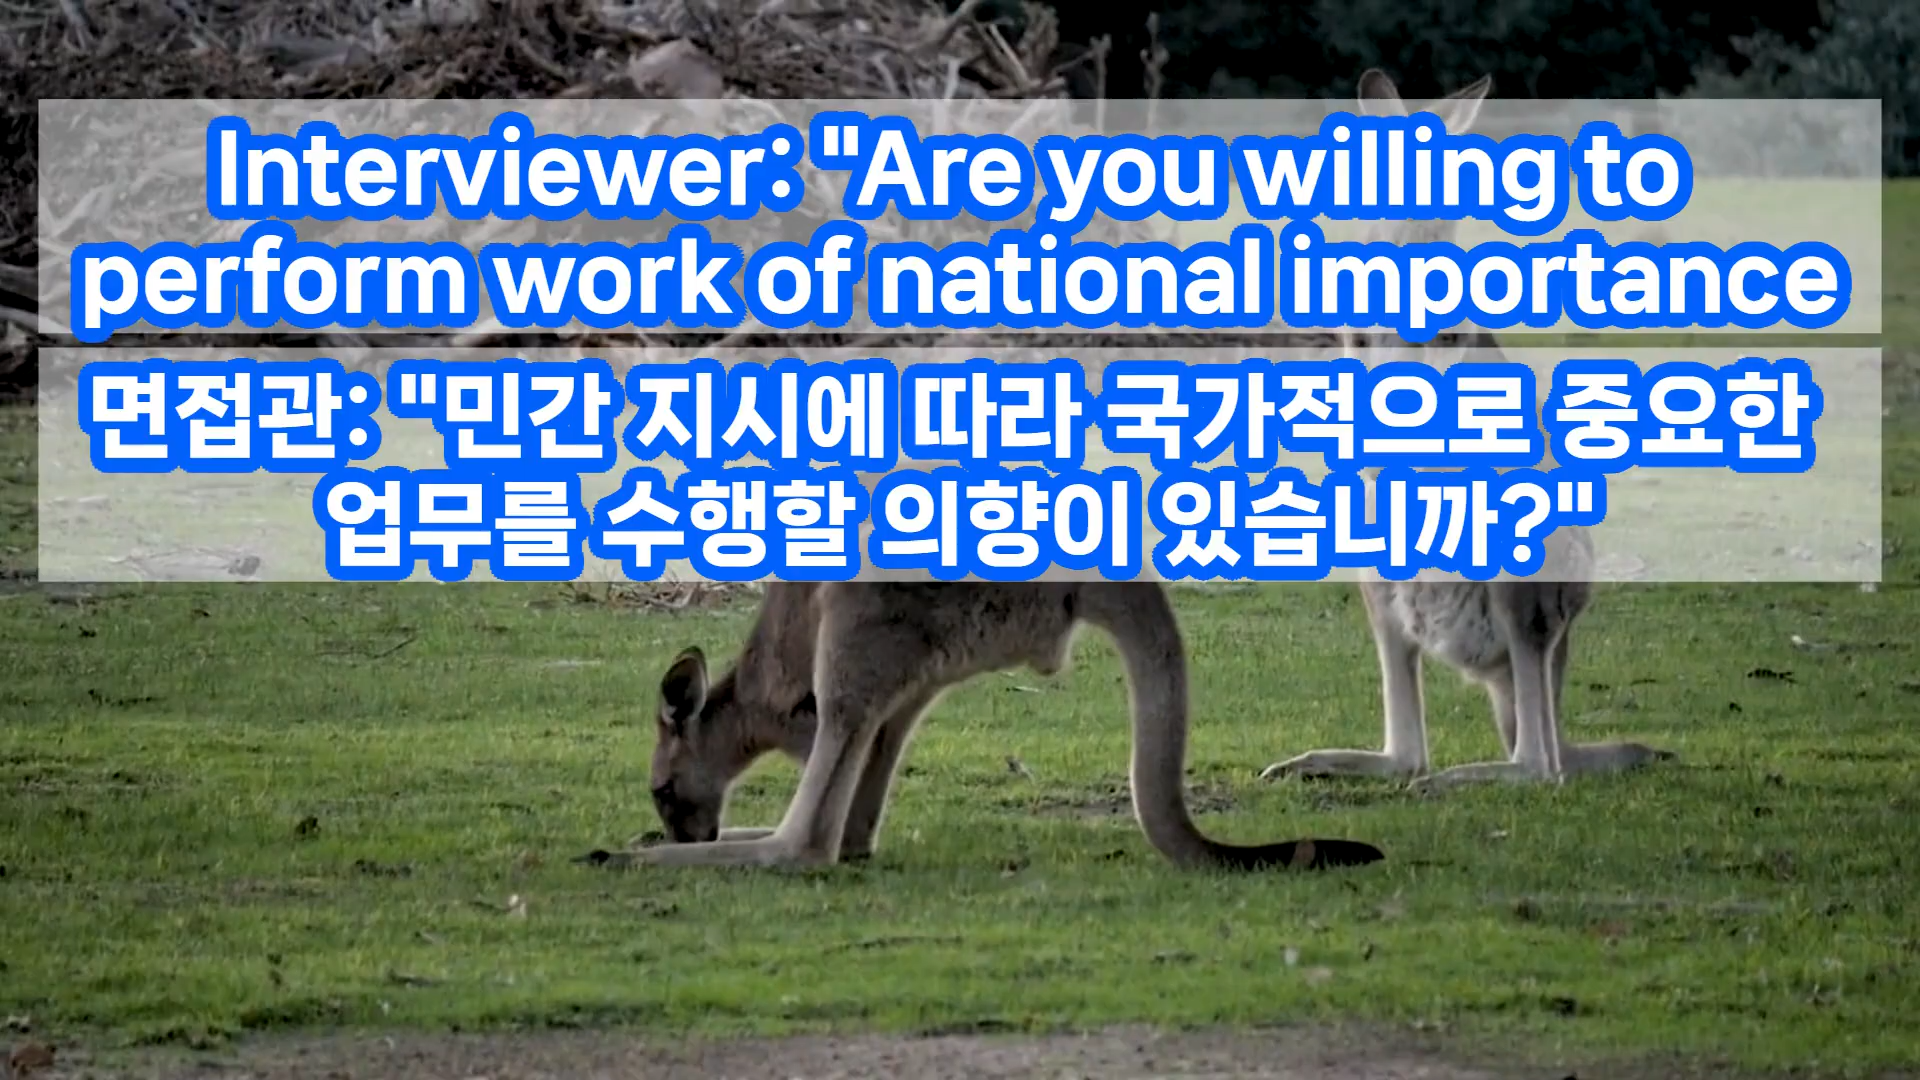 Interviewer: "Are you willing to
perform work of national importance
면접관: "민간 지시에 따라 국가적으로 중요한
업무를 수행할 의향이 있습니까?"